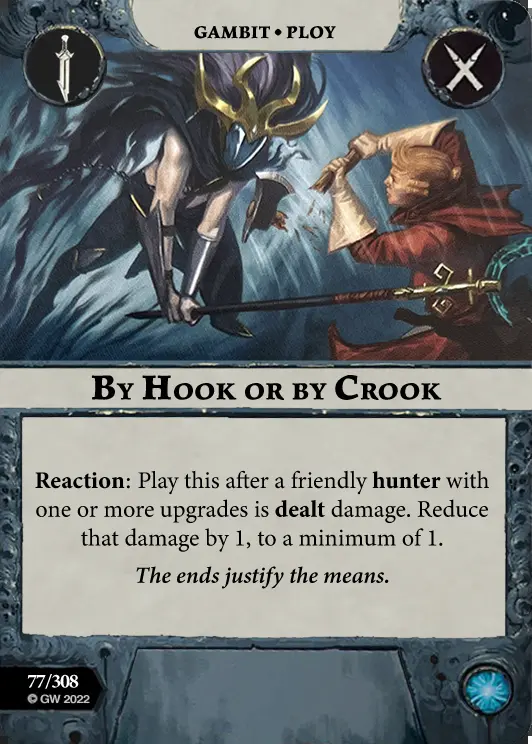 GAMBIT • PLOY
BY HOOK OR BY CROOK
Reaction: Play this after a friendly hunter with
one or more upgrades is dealt damage. Reduce
that damage by 1, to a minimum of 1.
The ends justify the means.
77/308
© GW 2022